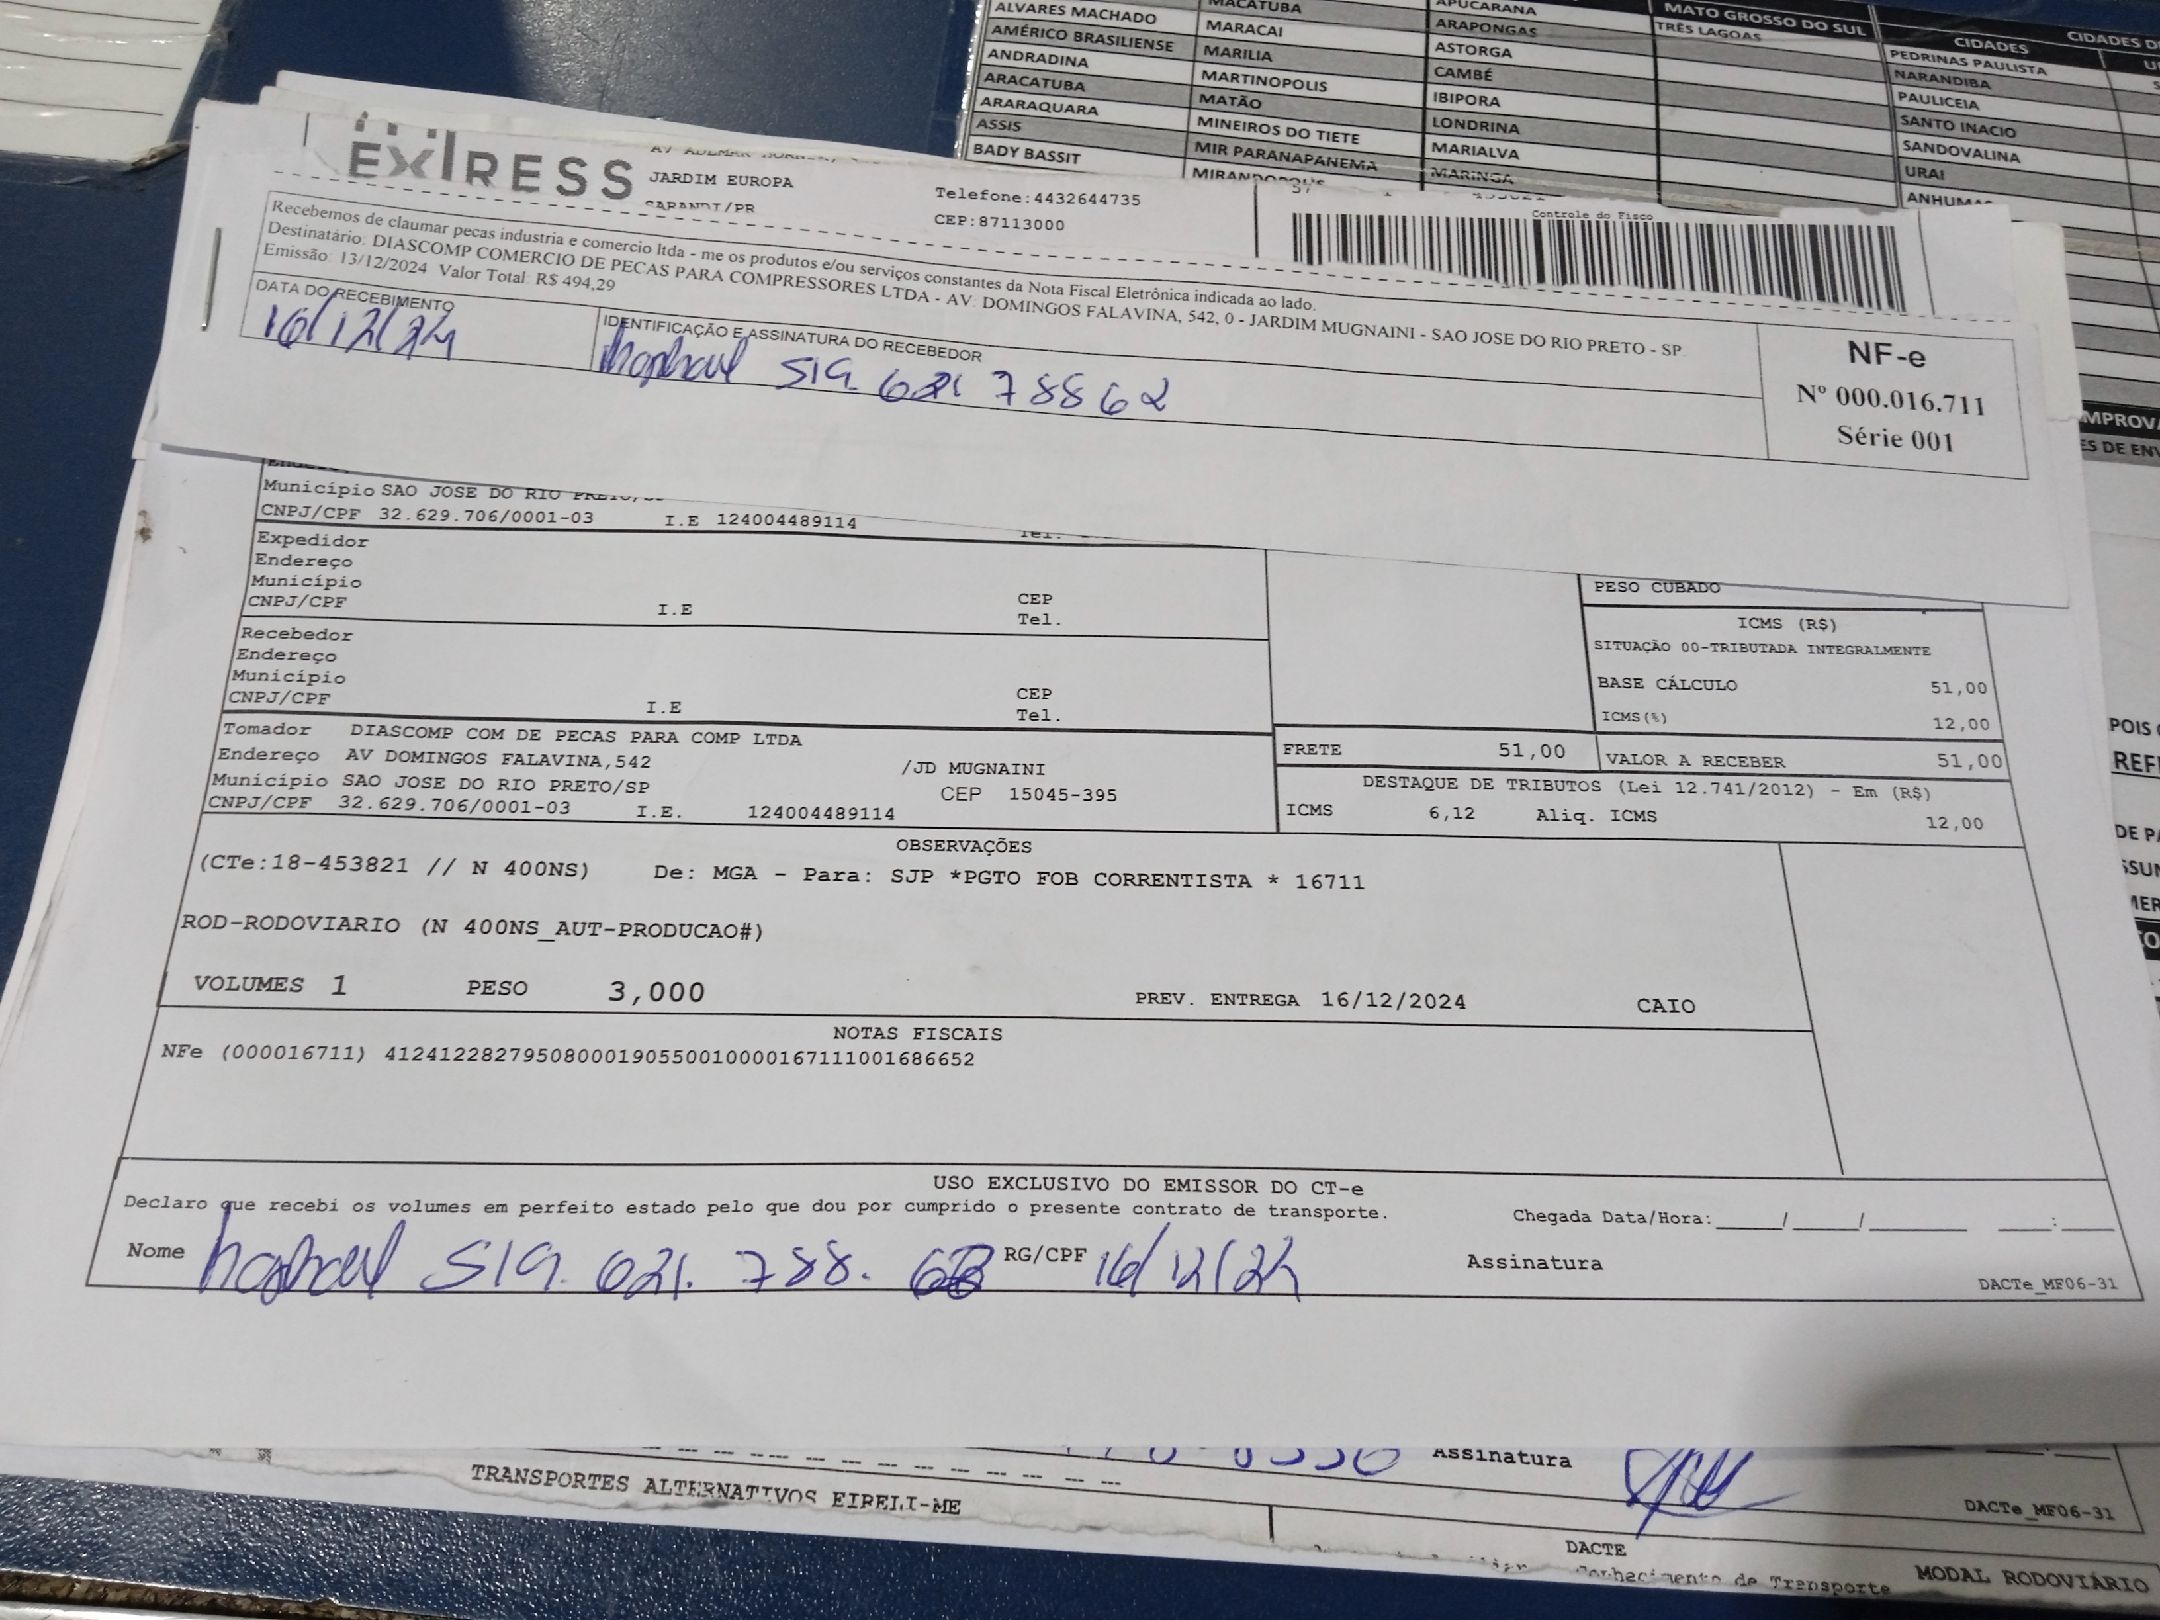 ALVARES MACHADO
AMÉRICO BRASILIENSE
ANDRADINA
ARACATUBA
ARARAQUARA
ASSIS
BADY BASSIT
MACATUBA
MARACAI
MARILIA
MARTINOPOLIS
MATÃO
MINEIROS DO TIETE
MIR PARANAPANEMA
APUCARANA
ARAPONGAS
ASTORGA
CAMBÉ
IBIPORA
LONDRINA
MARIALVA
MARINGA
MATO GROSSO DO SUL
TRÊS LAGOAS
CIDADES
PEDRINAS PAULISTA
NARANDIBA
PAULICEIA
SANTO INACIO
SANDOVALINA
URAI
CIDADES
JARDIM EUROPA
SARANDI/PR
Telefone:4432644735
CEP:87113000
Controle do Fisco
Recebemos de claumar pecas industria e comercio ltda - me os produtos e/ou serviços constantes da Nota Fiscal Eletrônica indicada ao lado.
Destinatário: DIASCOMP COMERCIO DE PECAS PARA COMPRESSORES LTDA - AV: DOMINGOS FALAVINA, 542, 0 - JARDIM MUGNAINI - SAO JOSE DO RIO PRETO - SP
Emissão: 13/12/2024 Valor Total: R$ 494,29
DATA DO RECEBIMENTO
16/12/24
IDENTIFICAÇÃO E ASSINATURA DO RECEBEDOR
NF-e
Nº 000.016.711
Série 001
Município SAO JOSE DO RIO PRETO/SP
CNPJ/CPF 32.629.706/0001-03 I.E 124004489114
Tel.
Expedidor
Endereço
Município
CNPJ/CPF I.E CEP
Tel.
Recebedor
Endereço
Município
CNPJ/CPF I.E CEP
Tel.
PESO CUBADO
ICMS (R$)
SITUAÇÃO 00-TRIBUTADA INTEGRALMENTE
BASE CÁLCULO 51,00
ICMS(%) 12,00
Tomador DIASCOMP COM DE PECAS PARA COMP LTDA
Endereço AV DOMINGOS FALAVINA,542 /JD MUGNAINI
Município SAO JOSE DO RIO PRETO/SP CEP 15045-395
CNPJ/CPF 32.629.706/0001-03 I.E. 124004489114
FRETE 51,00 VALOR A RECEBER 51,00
DESTAQUE DE TRIBUTOS (Lei 12.741/2012) - Em (R$)
ICMS 6,12 Aliq. ICMS 12,00
OBSERVAÇÕES
(CTe:18-453821 // N 400NS) De: MGA - Para: SJP *PGTO FOB CORRENTISTA * 16711
ROD-RODOVIARIO (N 400NS_AUT-PRODUCAO#)
VOLUMES 1 PESO 3,000 PREV. ENTREGA 16/12/2024 CAIO
NOTAS FISCAIS
NFe (000016711) 41241228279508000190550010000167111001686652
USO EXCLUSIVO DO EMISSOR DO CT-e
Declaro que recebi os volumes em perfeito estado pelo que dou por cumprido o presente contrato de transporte. Chegada Data/Hora:_____/_____/________ ____:____
Nome RG/CPF 16/12/24 Assinatura
DACTe_MF06-31
Assinatura
DACTe_MF06-31
TRANSPORTES ALTERNATIVOS EIRELI-ME
DACTE
Conhecimento de Transporte
MODAL RODOVIÁRIO